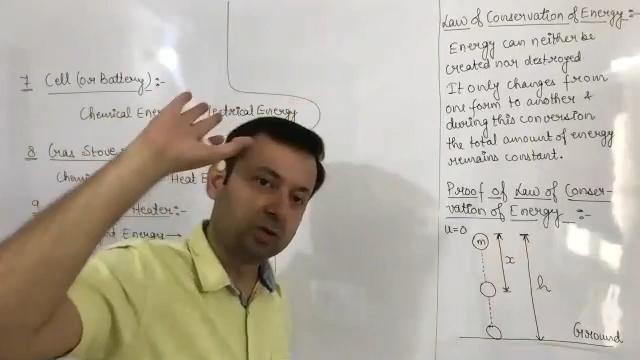 7 Cell (or Battery) :-
Chemical Energy Electrical Energy
8 Gas Stove
Heat
9 Heater:-
Energy →
Law of Conservation of Energy:-
Energy can neither be
created nor destroyed
It only changes from
one form to another &
during this conversion
the total amount of energy
remains constant.
Proof of Law of Conser-
vation of Energy :-
u=0
m
x
h
Ground